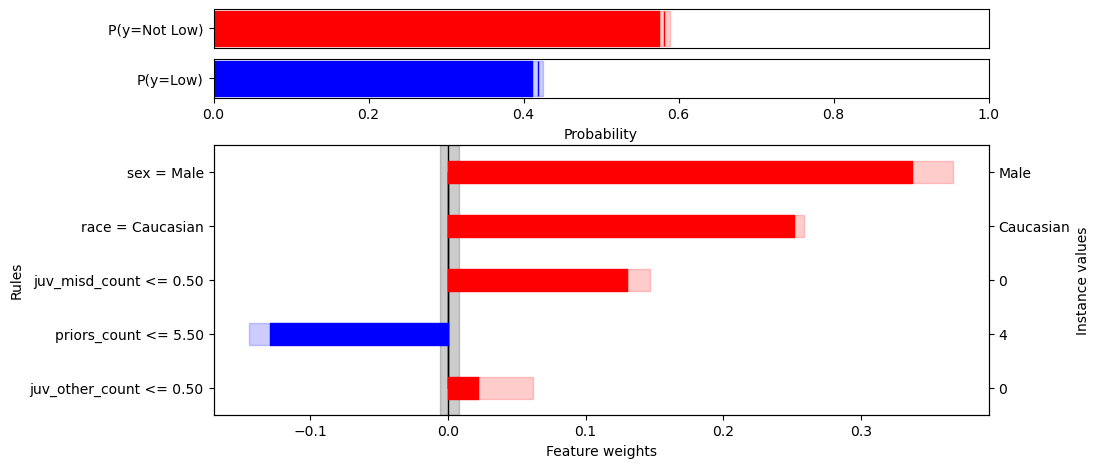 P(y=Not Low)
P(y=Low)
0.0 0.2 0.4 0.6 0.8 1.0
Probability
sex = Male Male
race = Caucasian Caucasian
juv_misd_count <= 0.50 0
priors_count <= 5.50 4
juv_other_count <= 0.50 0
Rules
Instance values
−0.1 0.0 0.1 0.2 0.3
Feature weights